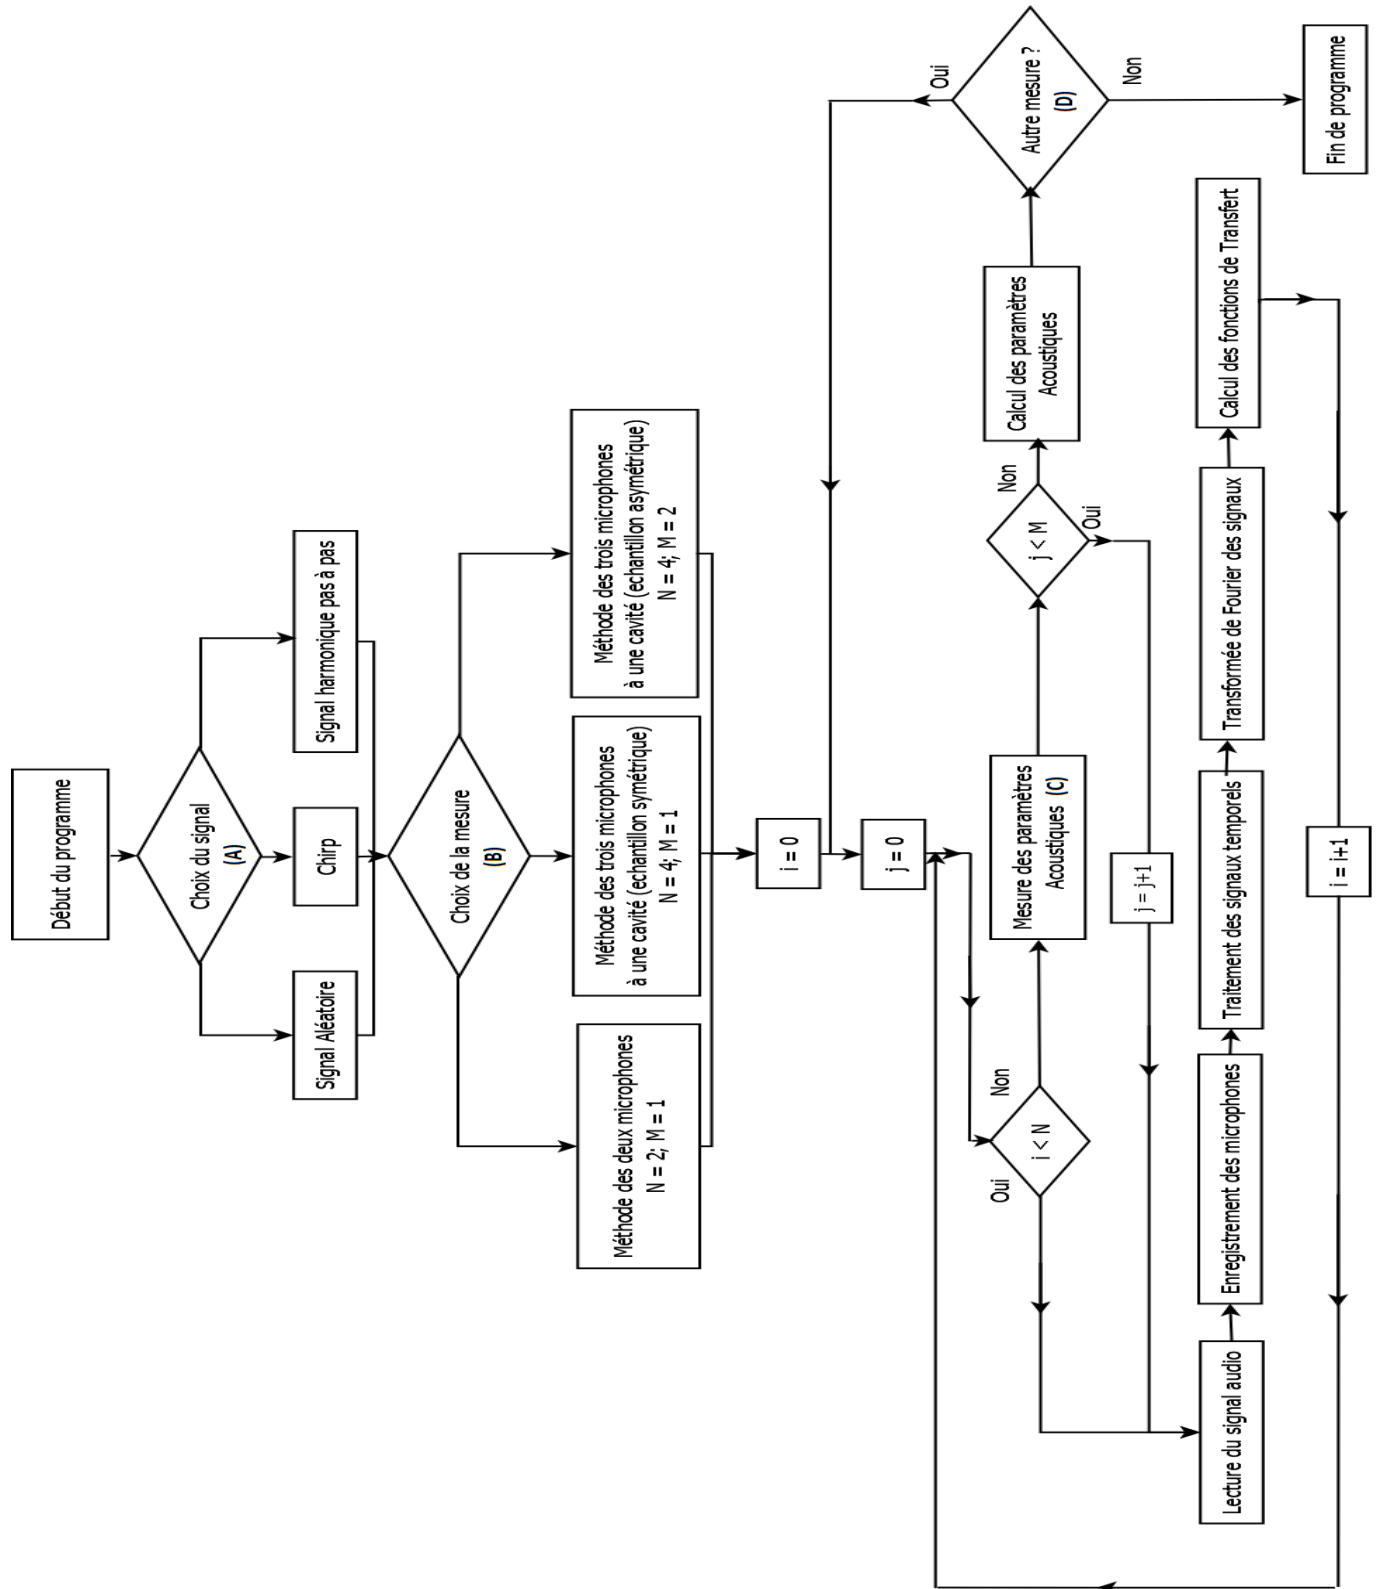 Début du programme
Choix du signal
(A)
Signal Aléatoire
Chirp
Signal harmonique pas à pas
Choix de la mesure
(B)
Méthode des deux microphones
N = 2; M = 1
Méthode des trois microphones
à une cavité (echantillon symétrique)
N = 4; M = 1
Méthode des trois microphones
à une cavité (echantillon asymétrique)
N = 4; M = 2
i = 0
j = 0
i < N
Oui
Non
Mesure des paramètres
Acoustiques (C)
j < M
Non
Oui
Calcul des paramètres
Acoustiques
Autre mesure ?
(D)
Oui
Non
Fin de programme
j = j+1
Lecture du signal audio
Enregistrement des microphones
Traitement des signaux temporels
Transformée de Fourier des signaux
Calcul des fonctions de Transfert
i = i+1